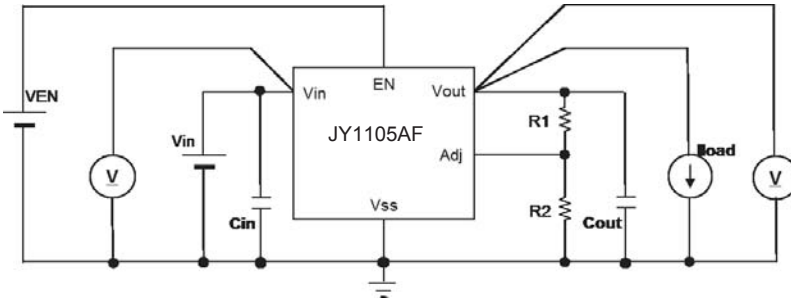 VEN
V
Vin
Cin
Vin
EN
Vout
JY1105AF
Adj
Vss
R1
R2
Cout
Iload
V